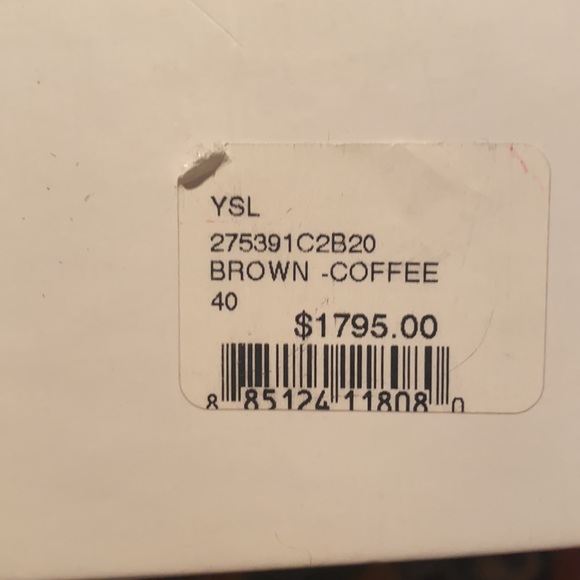 YSL
275391C2B20
BROWN -COFFEE
40
$1795.00
8 85124 11808 0